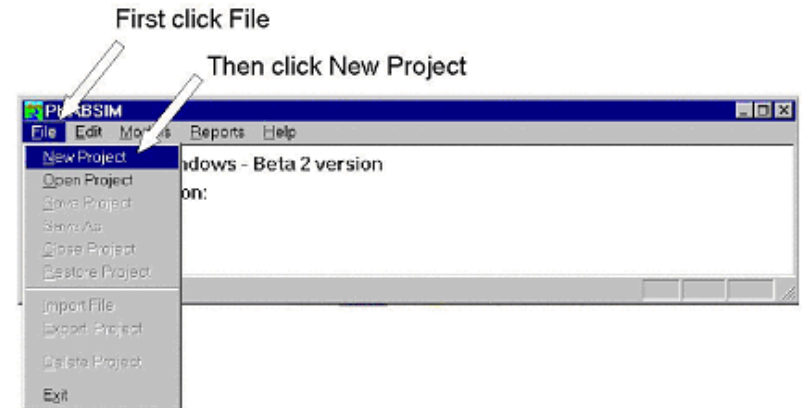 First click File
Then click New Project
PHABSIM
File Edit Models Reports Help
New Project
Open Project
Save Project
Save As
Close Project
Restore Project
Import File
Export Project
Delete Project
Exit
ndows - Beta 2 version
on: